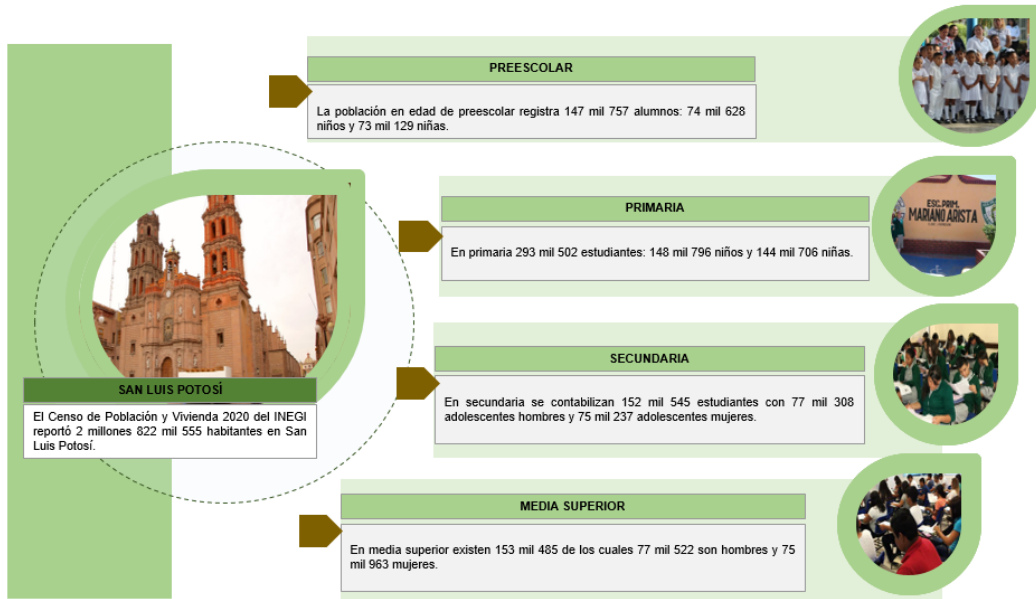 PREESCOLAR
La población en edad de preescolar registra 147 mil 757 alumnos: 74 mil 628
niños y 73 mil 129 niñas.
ESC. PRIM.
MARIANO ARISTA
PRIMARIA
En primaria 293 mil 502 estudiantes: 148 mil 796 niños y 144 mil 706 niñas.
SECUNDARIA
En secundaria se contabilizan 152 mil 545 estudiantes con 77 mil 308
adolescentes hombres y 75 mil 237 adolescentes mujeres.
SAN LUIS POTOSÍ
El Censo de Población y Vivienda 2020 del INEGI
reportó 2 millones 822 mil 555 habitantes en San
Luis Potosí.
MEDIA SUPERIOR
En media superior existen 153 mil 485 de los cuales 77 mil 522 son hombres y 75
mil 963 mujeres.